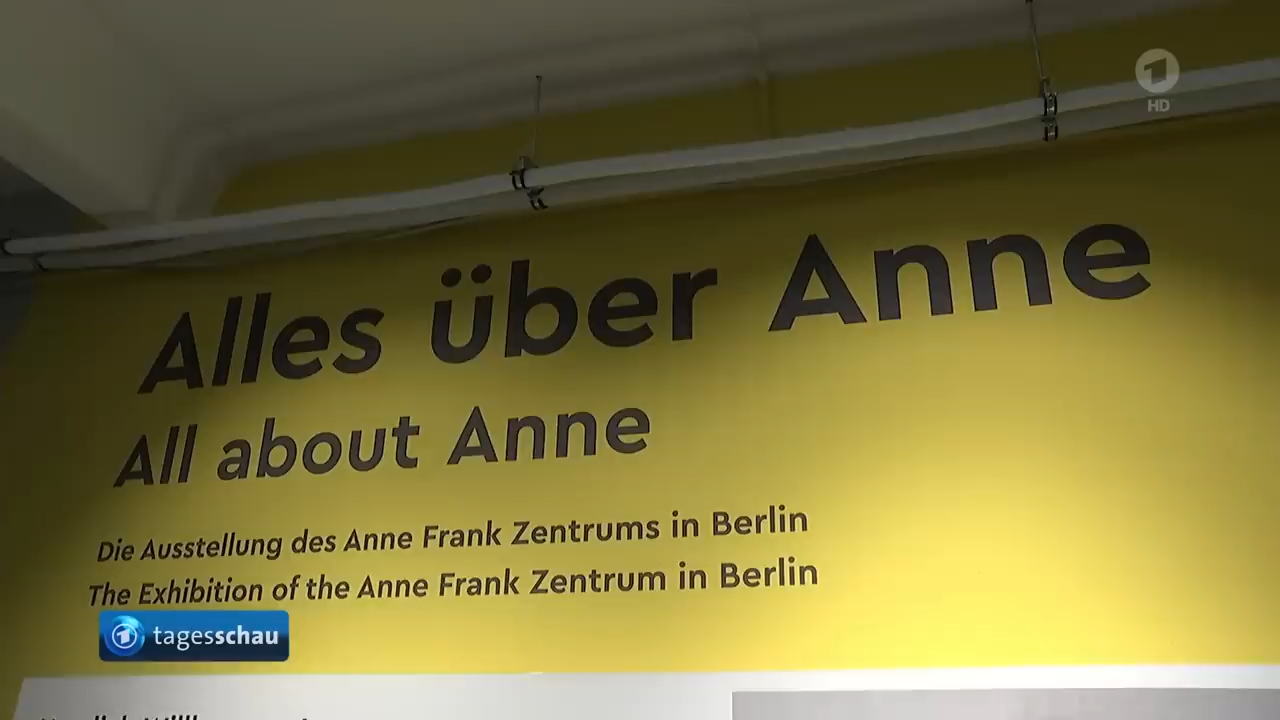 HD
Alles über Anne
All about Anne
Die Ausstellung des Anne Frank Zentrums in Berlin
The Exhibition of the Anne Frank Zentrum in Berlin
tagesschau